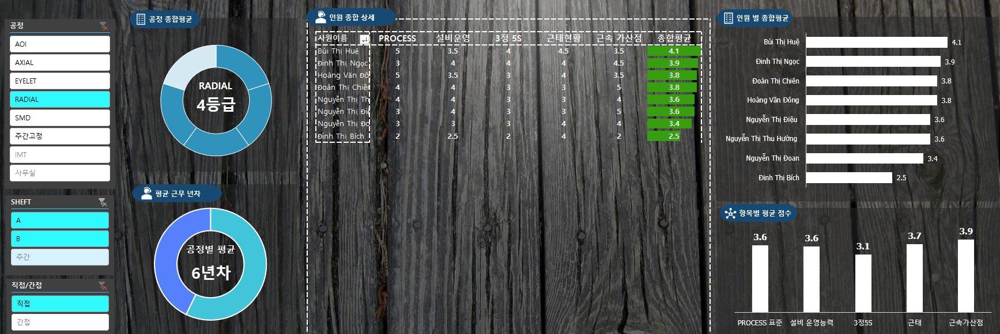 공정
AOI
AXIAL
EYELET
RADIAL
SMD
주간고정
IMT
사무실
SHEFT
A
B
주간
직접/간접
직접
간접
공정 종합평균
RADIAL
4등급
평균 근무 년차
공정별 평균
6년차
인원 종합 상세
사원이름 PROCESS 설비운영 3정 5S 근태현황 근속 가산점 종합평균
Bùi Thị Huệ 5 3.5 4 4.5 3.5 4.1
Đinh Thị Ngọc 3 4 4 4 4.5 3.9
Hoàng Văn Đô 5 3.5 3 4 3.5 3.8
Đoàn Thị Chiên 4 4 3 3 5 3.8
Nguyễn Thị Th 4 4 3 3 4 3.6
Nguyễn Thị Điệ 3 4 3 3 5 3.6
Nguyễn Thị Đo 3 3 3 4 4 3.4
Đinh Thị Bích 2 2.5 2 4 2 2.5
인원 별 종합평균
Bùi Thị Huệ 4.1
Đinh Thị Ngọc 3.9
Đoàn Thị Chiên 3.8
Hoàng Văn Đông 3.8
Nguyễn Thị Điệu 3.6
Nguyễn Thị Thu Hường 3.6
Nguyễn Thị Đoan 3.4
Đinh Thị Bích 2.5
항목별 평균 점수
3.6 3.6 3.1 3.7 3.9
PROCESS 표준 설비 운영능력 3정5S 근태 근속가산점